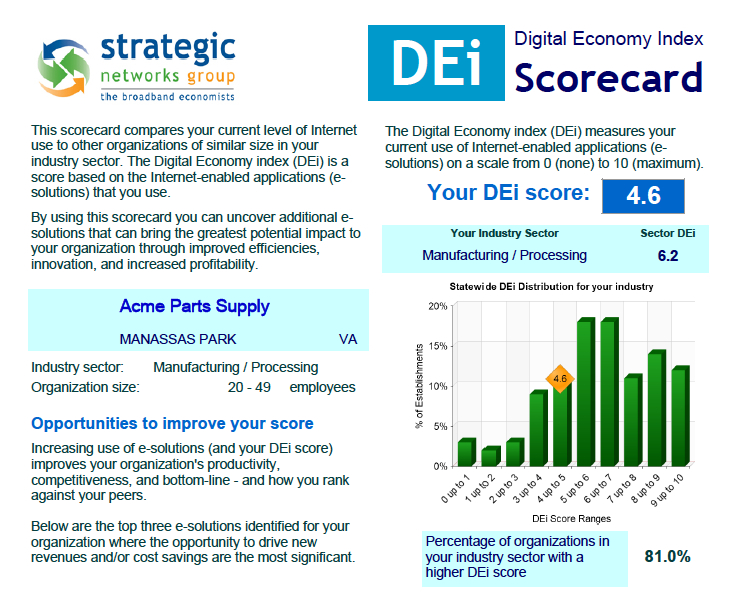 strategic
networks group
the broadband economists
DEi
Digital Economy Index
Scorecard
This scorecard compares your current level of Internet
use to other organizations of similar size in your
industry sector. The Digital Economy index (DEi) is a
score based on the Internet-enabled applications (e-
solutions) that you use.
By using this scorecard you can uncover additional e-
solutions that can bring the greatest potential impact to
your organization through improved efficiencies,
innovation, and increased profitability.
Acme Parts Supply
MANASSAS PARK VA
Industry sector: Manufacturing / Processing
Organization size: 20 - 49 employees
Opportunities to improve your score
Increasing use of e-solutions (and your DEi score)
improves your organization's productivity,
competitiveness, and bottom-line - and how you rank
against your peers.
Below are the top three e-solutions identified for your
organization where the opportunity to drive new
revenues and/or cost savings are the most significant.
The Digital Economy index (DEi) measures your
current use of Internet-enabled applications (e-
solutions) on a scale from 0 (none) to 10 (maximum).
Your DEi score: 4.6
Your Industry Sector Sector DEi
Manufacturing / Processing 6.2
Statewide DEi Distribution for your industry
% of Establishments
20%
15%
10%
5%
0%
4.6
0 up to 1
1 up to 2
2 up to 3
3 up to 4
4 up to 5
5 up to 6
6 up to 7
7 up to 8
8 up to 9
9 up to 10
DEi Score Ranges
Percentage of organizations in
your industry sector with a
higher DEi score
81.0%